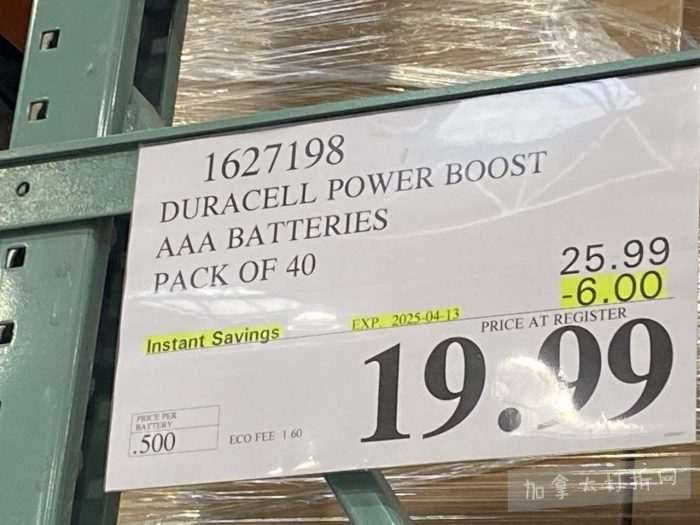 1627198
DURACELL POWER BOOST
AAA BATTERIES
PACK OF 40
25.99
-6.00
Instant Savings
EXP. 2025-04-13
PRICE AT REGISTER
19.99
PRICE PER
BATTERY
.500
ECO FEE 1.60
加拿大打折网